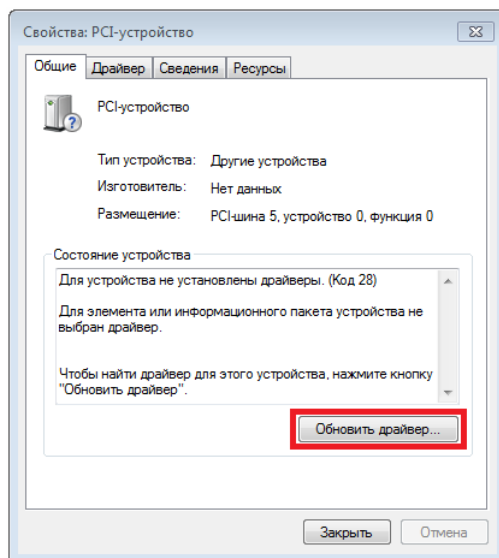 Свойства: PCI-устройство
Общие Драйвер Сведения Ресурсы
PCI-устройство
Тип устройства: Другие устройства
Изготовитель: Нет данных
Размещение: PCI-шина 5, устройство 0, функция 0
Состояние устройства
Для устройства не установлены драйверы. (Код 28)
Для элемента или информационного пакета устройства не
выбран драйвер.
Чтобы найти драйвер для этого устройства, нажмите кнопку
"Обновить драйвер".
Обновить драйвер...
Закрыть Отмена